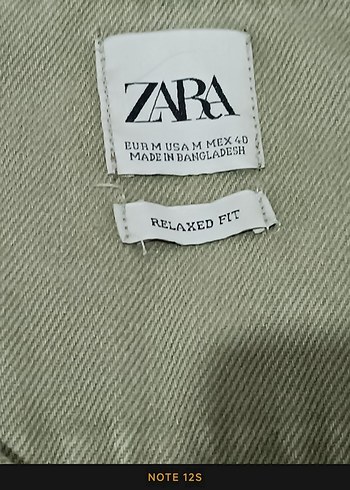 ZARA
EUR M USA M MEX 40
MADE IN BANGLADESH
RELAXED FIT
NOTE 12S